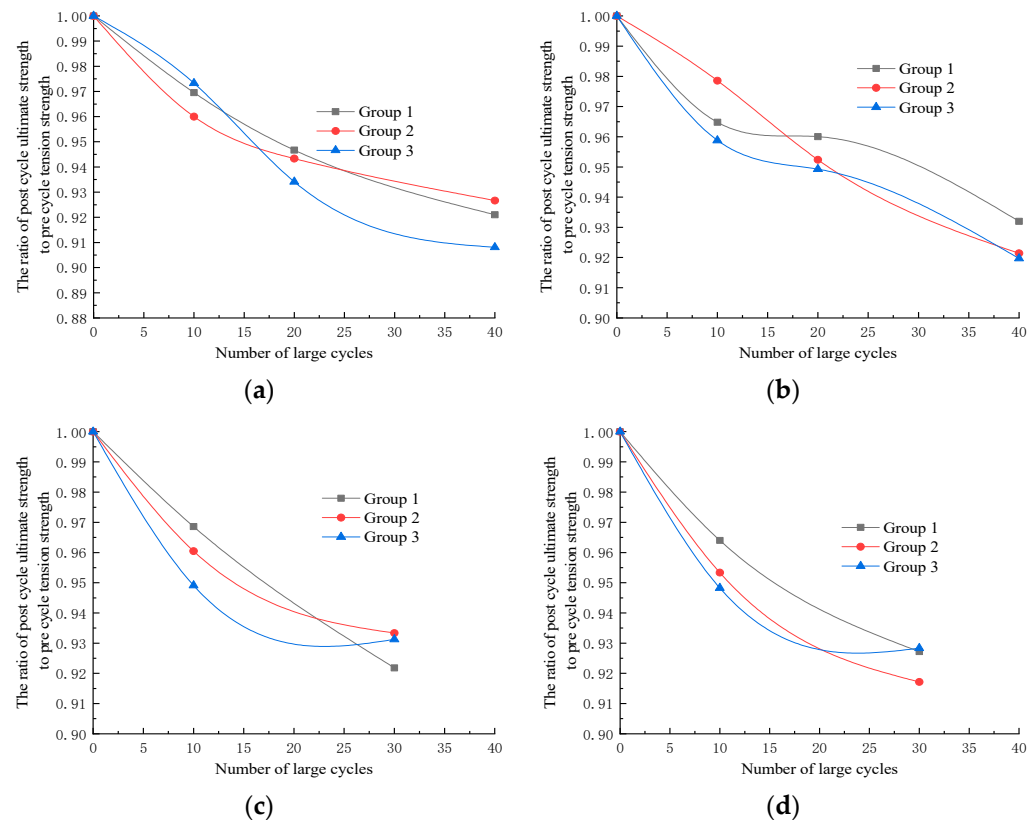 The ratio of post cycle ultimate strength
to pre cycle tension strength
1.00
0.99
0.98
0.97
0.96
0.95
0.94
0.93
0.92
0.91
0.90
0.89
0.88
Group 1
Group 2
Group 3
0 5 10 15 20 25 30 35 40
Number of large cycles
(a)
The ratio of post cycle ultimate strength
to pre cycle tension strength
1.00
0.99
0.98
0.97
0.96
0.95
0.94
0.93
0.92
0.91
0.90
Group 1
Group 2
Group 3
0 5 10 15 20 25 30 35 40
Number of large cycles
(b)
The ratio of post cycle ultimate strength
to pre cycle tension strength
1.00
0.99
0.98
0.97
0.96
0.95
0.94
0.93
0.92
0.91
0.90
Group 1
Group 2
Group 3
0 5 10 15 20 25 30 35 40
Number of large cycles
(c)
The ratio of post cycle ultimate strength
to pre cycle tension strength
1.00
0.99
0.98
0.97
0.96
0.95
0.94
0.93
0.92
0.91
0.90
Group 1
Group 2
Group 3
0 5 10 15 20 25 30 35 40
Number of large cycles
(d)